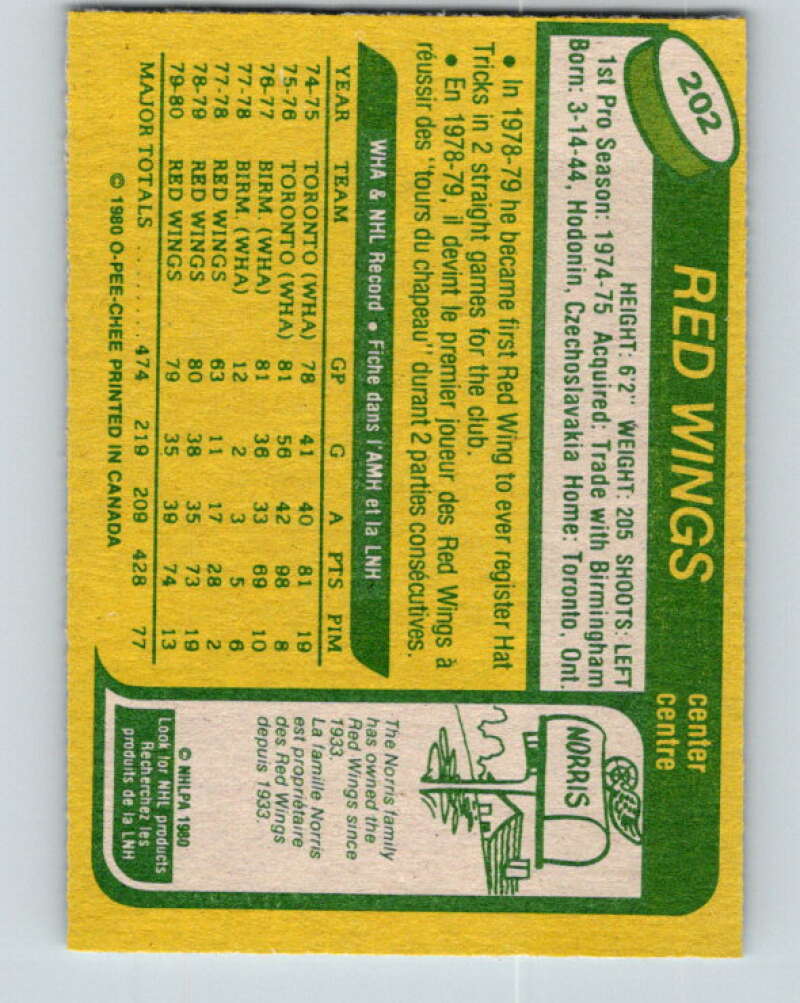 202
RED WINGS
center
centre
HEIGHT: 6'2" WEIGHT: 205 SHOOTS: LEFT
1st Pro Season: 1974-75 Acquired: Trade with Birmingham
Born: 3-14-44, Hodonin, Czechoslavakia Home: Toronto, Ont.
• In 1978-79 he became first Red Wing to ever register Hat
Tricks in 2 straight games for the club.
• En 1978-79, il devint le premier joueur des Red Wings à
réussir des "tours du chapeau" durant 2 parties consécutives.
WHA & NHL Record • Fiche dans l'AMH et la LNH
YEAR TEAM GP G A PTS PIM
74-75 TORONTO (WHA) 78 41 40 81 19
75-76 TORONTO (WHA) 81 56 42 98 8
76-77 BIRM. (WHA) 81 36 33 69 10
77-78 BIRM. (WHA) 12 2 3 5 6
77-78 RED WINGS 63 11 17 28 2
78-79 RED WINGS 80 38 35 73 19
79-80 RED WINGS 79 35 39 74 13
MAJOR TOTALS ........ 474 219 209 428 77
© 1980 O-PEE-CHEE PRINTED IN CANADA
NORRIS
The Norris family
has owned the
Red Wings since
1933.
La famille Norris
est propriétaire
des Red Wings
depuis 1933.
© NHLPA 1980
Look for NHL products
Recherchez les
produits de la LNH